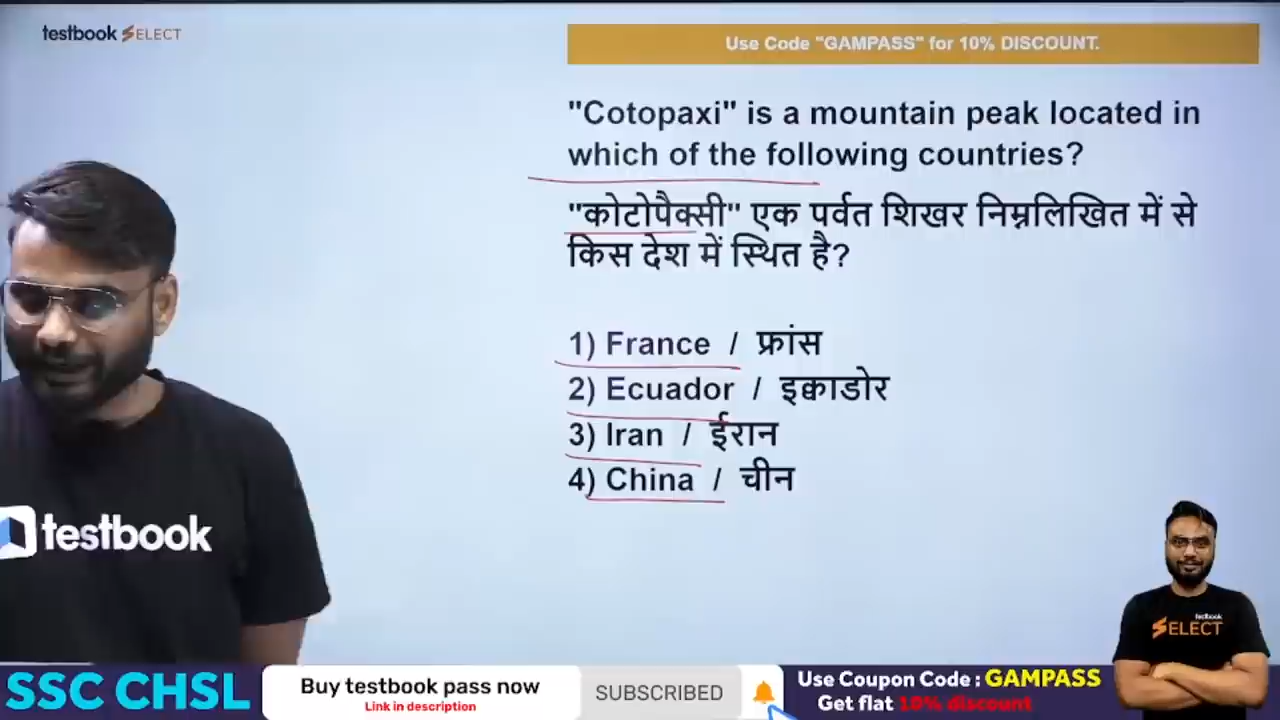 testbook SELECT
Use Code "GAMPASS" for 10% DISCOUNT.
"Cotopaxi" is a mountain peak located in
which of the following countries?
"कोटोपैक्सी" एक पर्वत शिखर निम्नलिखित में से
किस देश में स्थित है?
1) France / फ्रांस
2) Ecuador / इक्वाडोर
3) Iran / ईरान
4) China / चीन
testbook
testbook
SELECT
SSC CHSL
Buy testbook pass now
Link in description
SUBSCRIBED
Use Coupon Code : GAMPASS
Get flat 10% discount